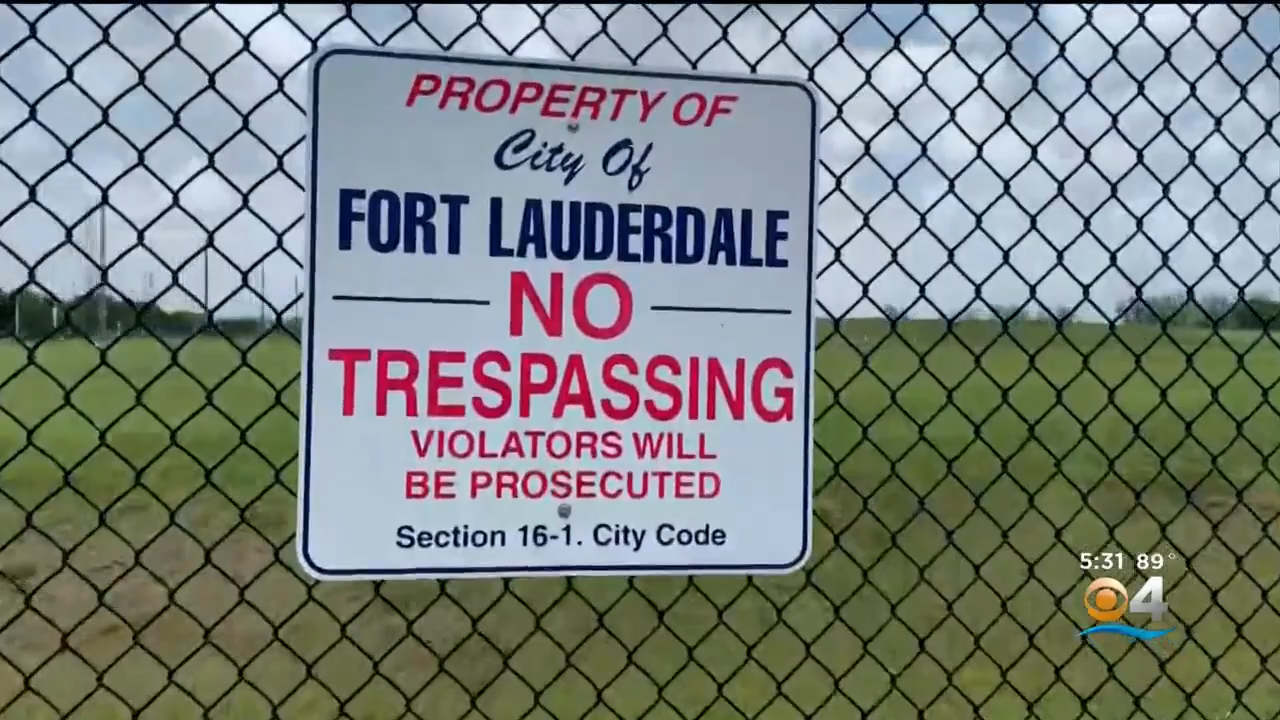 PROPERTY OF
City Of
FORT LAUDERDALE
NO
TRESPASSING
VIOLATORS WILL
BE PROSECUTED
Section 16-1. City Code
5:31 89°
4